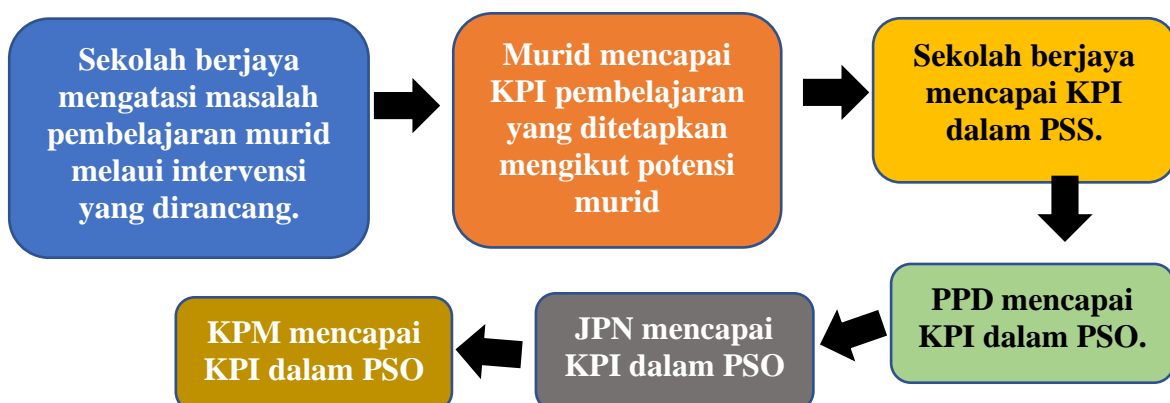 Sekolah berjaya
mengatasi masalah
pembelajaran murid
melaui intervensi
yang dirancang.
Murid mencapai
KPI pembelajaran
yang ditetapkan
mengikut potensi
murid
Sekolah berjaya
mencapai KPI
dalam PSS.
PPD mencapai
KPI dalam PSO.
JPN mencapai
KPI dalam PSO
KPM mencapai
KPI dalam PSO